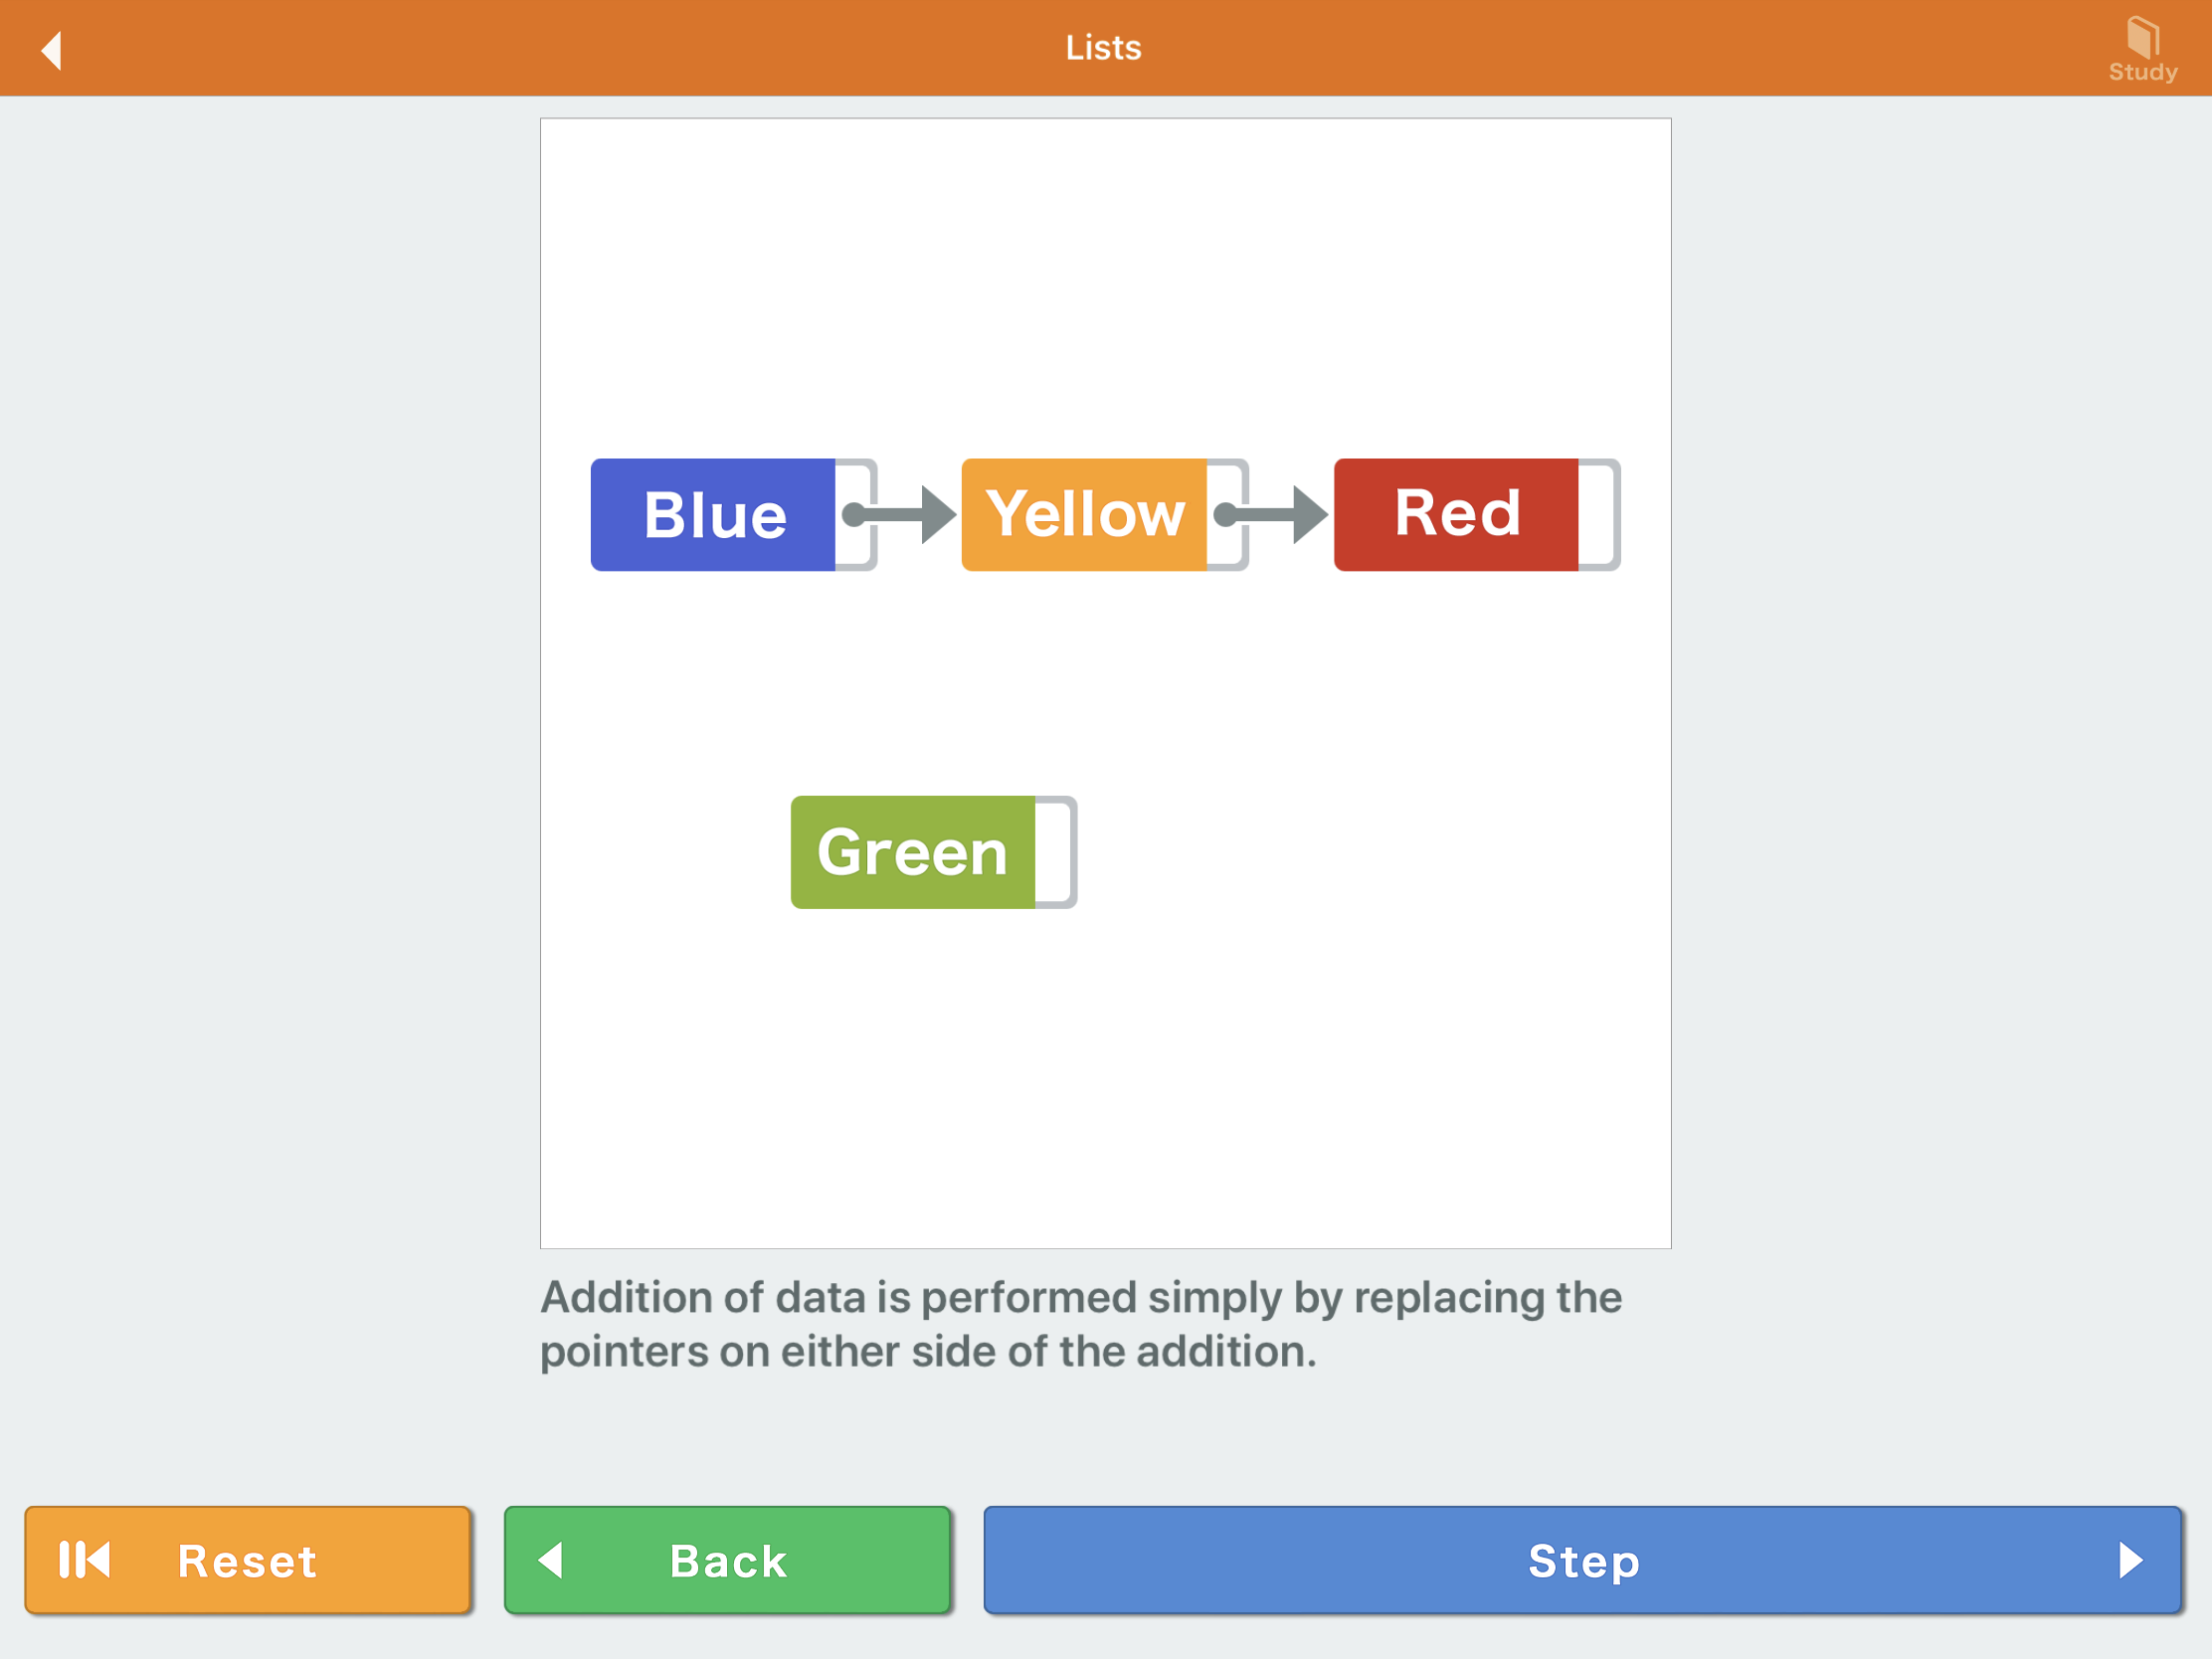 Lists
Study
Blue
Yellow
Red
Green
Addition of data is performed simply by replacing the
pointers on either side of the addition.
Reset
Back
Step